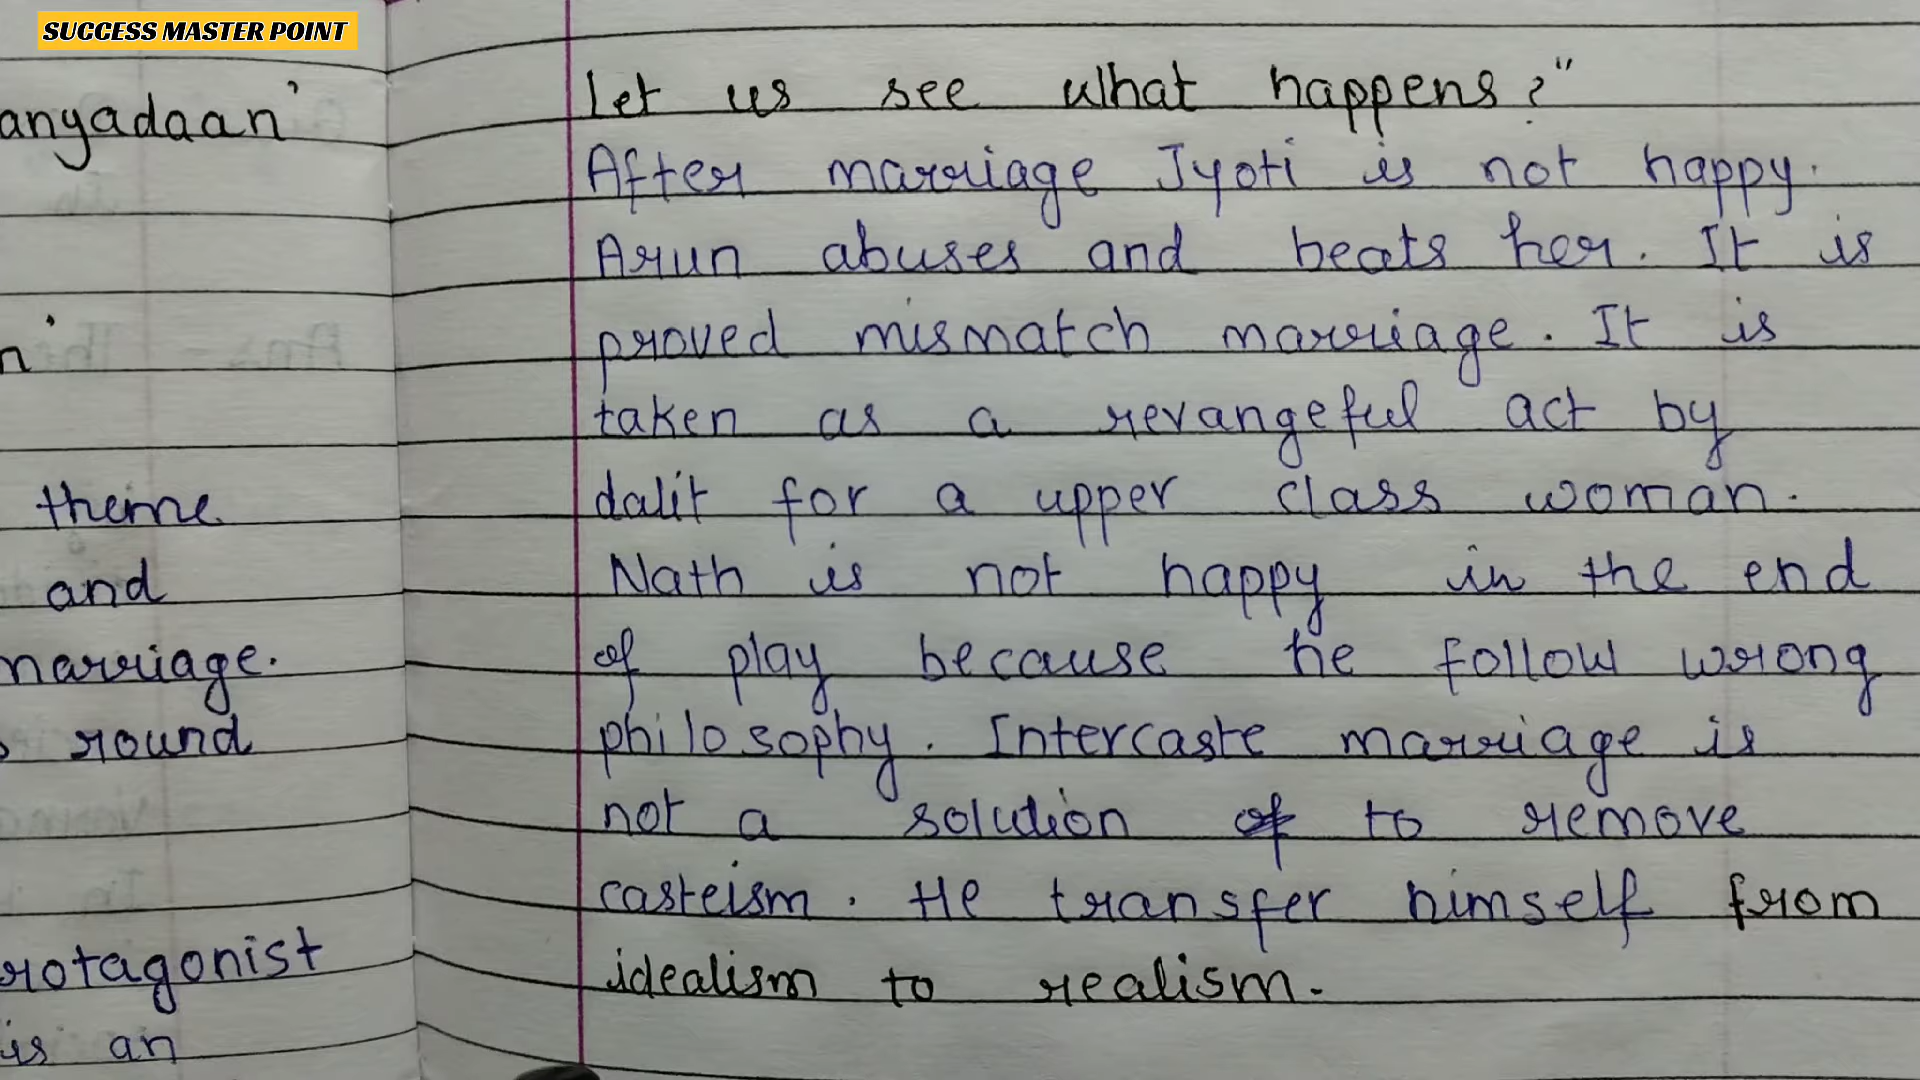 SUCCESS MASTER POINT
anyadaan'
n'
theme
and
marriage.
round
rotagonist
is an
Let us see what happens?"
After marriage Jyoti is not happy.
Arun abuses and beats her. It is
proved mismatch marriage. It is
taken as a revangeful act by
dalit for a upper class woman.
Nath is not happy in the end
of play because he follow wrong
philosophy. Intercaste marriage is
not a solution of to remove
casteism. He transfer himself from
idealism to realism.